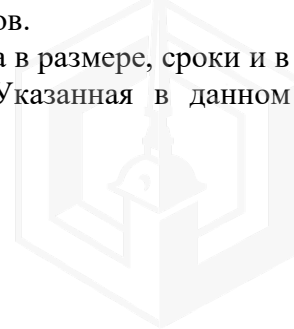 ов.
а в размере, сроки и в
Указанная в данном